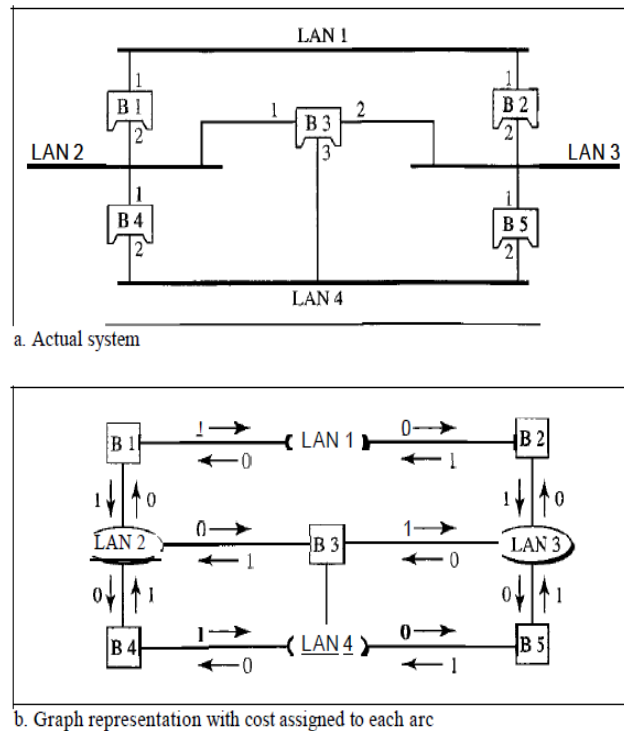 LAN 1
1 1
B 1 1 B 3 2 B 2
2 3 2
LAN 2 LAN 3
1 1
B 4 B 5
2 2
LAN 4
a. Actual system
1 0
B 1 LAN 1 B 2
0 1
1 0 1 0
0 1
LAN 2 B 3 LAN 3
1 0
0 1 0 1
1 0
B 4 LAN 4 B 5
0 1
b. Graph representation with cost assigned to each arc